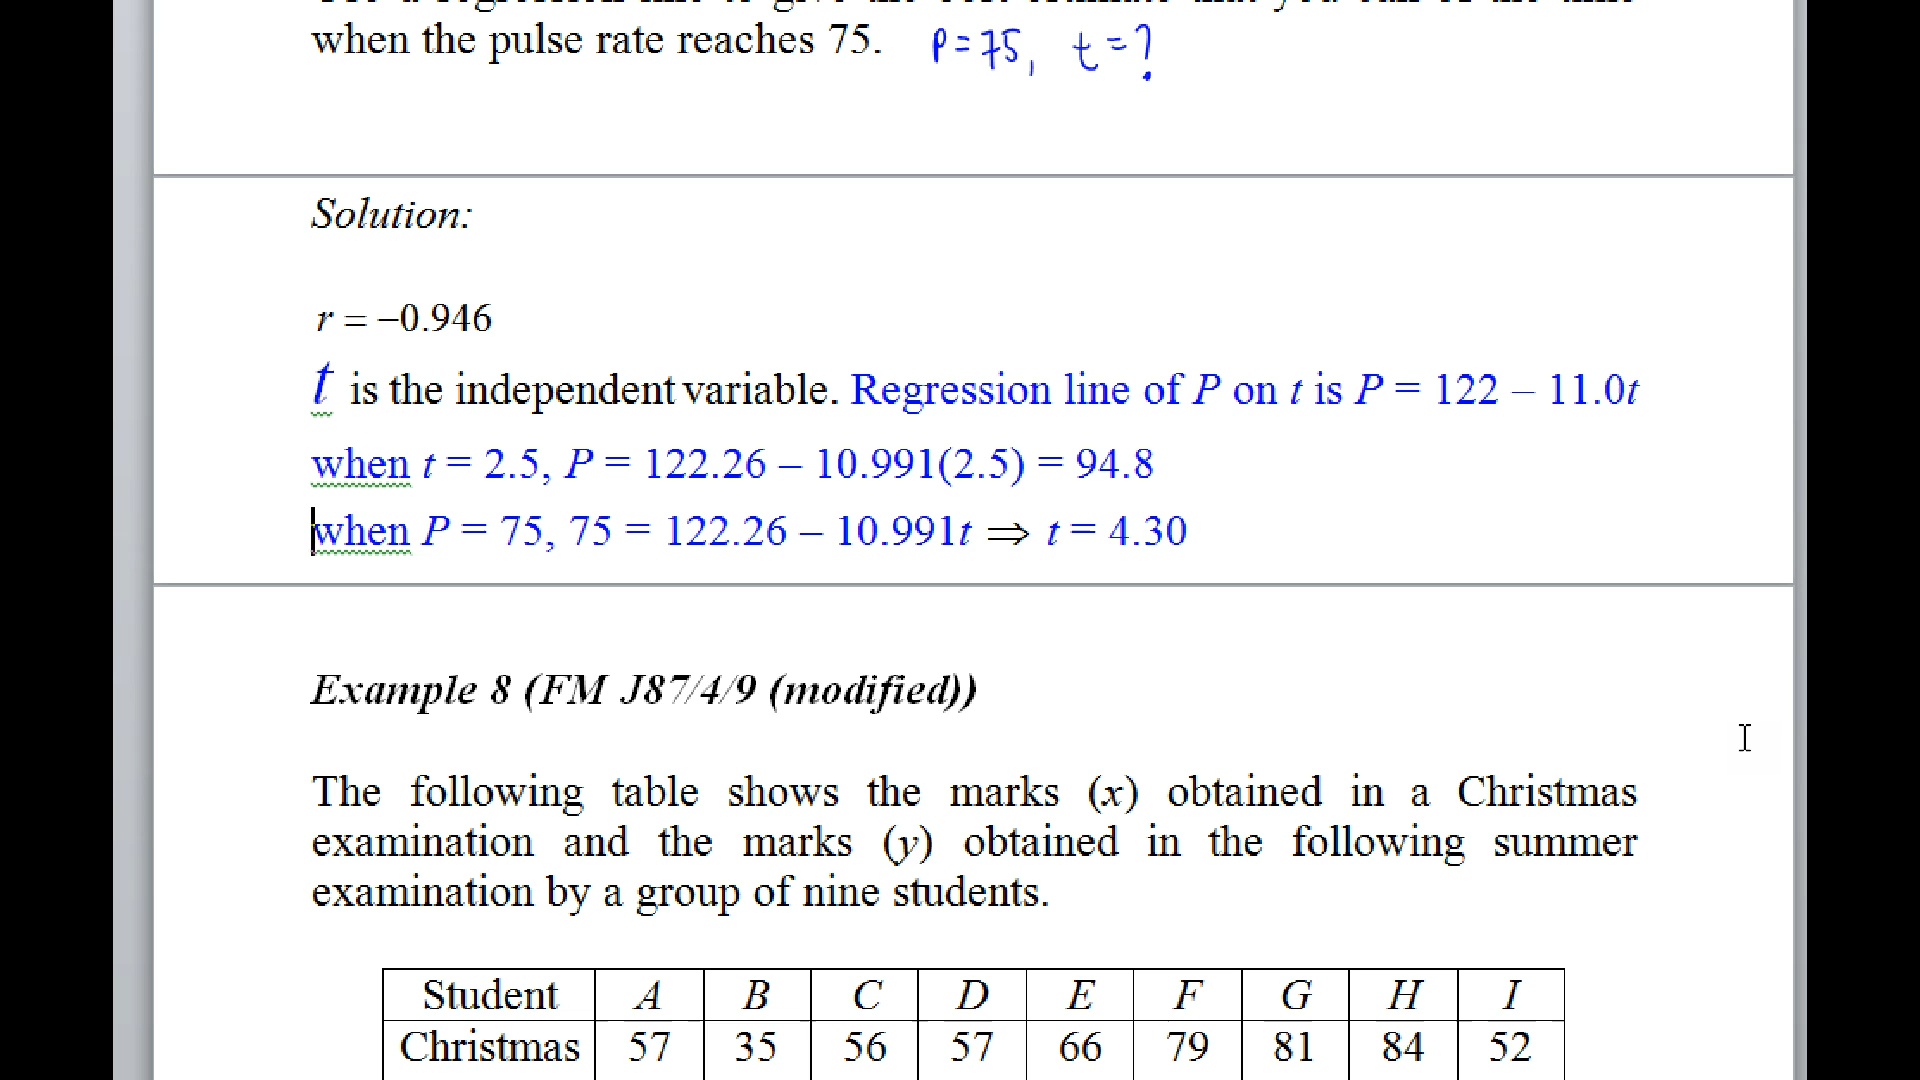 when the pulse rate reaches 75. P=75, t=?
Solution:
r = −0.946
t is the independent variable. Regression line of P on t is P = 122 – 11.0t
when t = 2.5, P = 122.26 – 10.991(2.5) = 94.8
when P = 75, 75 = 122.26 – 10.991t ⇒ t = 4.30
Example 8 (FM J87/4/9 (modified))
The following table shows the marks (x) obtained in a Christmas
examination and the marks (y) obtained in the following summer
examination by a group of nine students.
Student A B C D E F G H I
Christmas 57 35 56 57 66 79 81 84 52